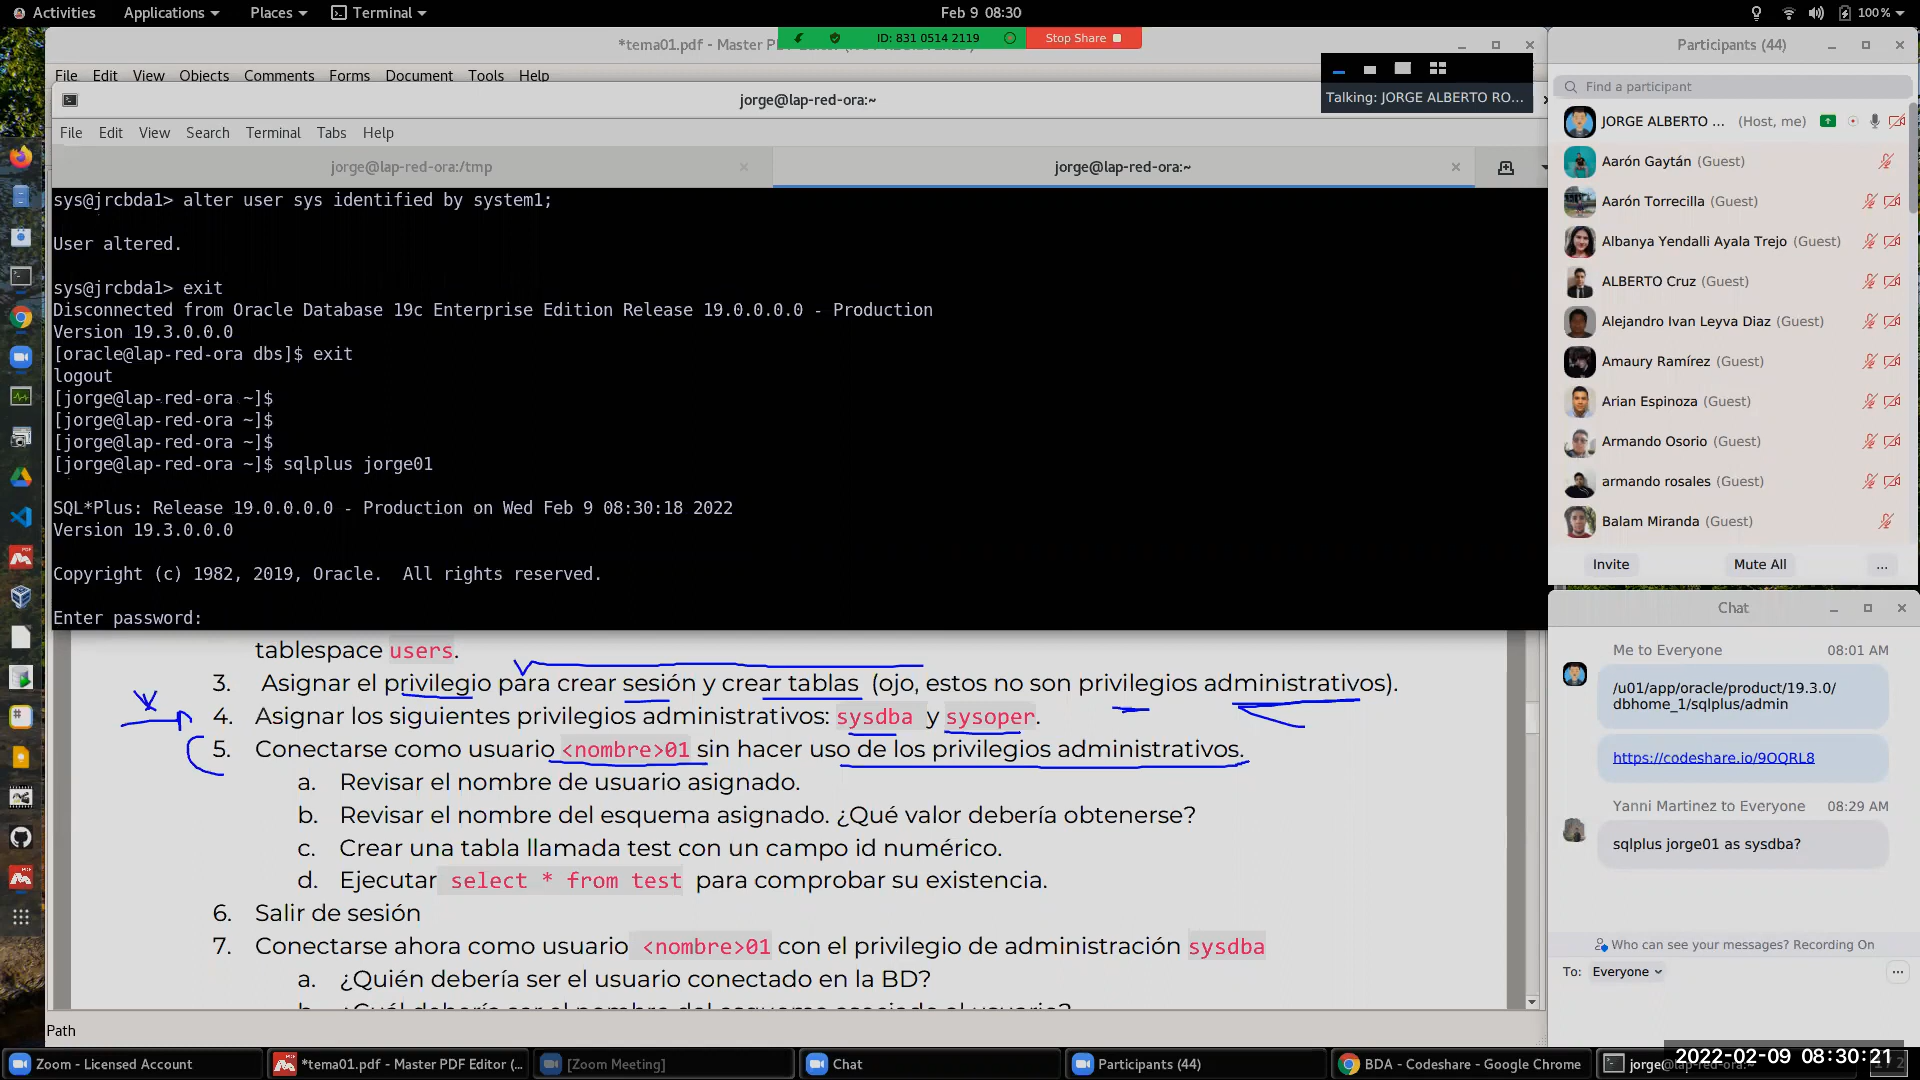 Activities
Applications
Places
Terminal
Feb 9 08:30
100%
ID: 831 0514 2119
Stop Share
File Edit View Objects Comments Forms Document Tools Help
Talking: JORGE ALBERTO RO...
jorge@lap-red-ora:~
File Edit View Search Terminal Tabs Help
jorge@lap-red-ora:/tmp
jorge@lap-red-ora:~
sys@jrcbda1> alter user sys identified by system1;
User altered.
sys@jrcbda1> exit
Disconnected from Oracle Database 19c Enterprise Edition Release 19.0.0.0.0 - Production
Version 19.3.0.0.0
[oracle@lap-red-ora dbs]$ exit
logout
[jorge@lap-red-ora ~]$
[jorge@lap-red-ora ~]$
[jorge@lap-red-ora ~]$
[jorge@lap-red-ora ~]$ sqlplus jorge01
SQL*Plus: Release 19.0.0.0.0 - Production on Wed Feb 9 08:30:18 2022
Version 19.3.0.0.0
Copyright (c) 1982, 2019, Oracle.  All rights reserved.
Enter password:
tablespace users.
3. Asignar el privilegio para crear sesión y crear tablas (ojo, estos no son privilegios administrativos).
4. Asignar los siguientes privilegios administrativos: sysdba y sysoper.
5. Conectarse como usuario <nombre>01 sin hacer uso de los privilegios administrativos.
a. Revisar el nombre de usuario asignado.
b. Revisar el nombre del esquema asignado. ¿Qué valor debería obtenerse?
c. Crear una tabla llamada test con un campo id numérico.
d. Ejecutar select * from test para comprobar su existencia.
6. Salir de sesión
7. Conectarse ahora como usuario <nombre>01 con el privilegio de administración sysdba
a. ¿Quién debería ser el usuario conectado en la BD?
Path
Participants (44)
Find a participant
JORGE ALBERTO ... (Host, me)
Aarón Gaytán (Guest)
Aarón Torrecilla (Guest)
Albanya Yendalli Ayala Trejo (Guest)
ALBERTO Cruz (Guest)
Alejandro Ivan Leyva Diaz (Guest)
Amaury Ramírez (Guest)
Arian Espinoza (Guest)
Armando Osorio (Guest)
armando rosales (Guest)
Balam Miranda (Guest)
Invite
Mute All
...
Chat
Me to Everyone 08:01 AM
/u01/app/oracle/product/19.3.0/
dbhome_1/sqlplus/admin
https://codeshare.io/9OQRL8
Yanni Martinez to Everyone 08:29 AM
sqlplus jorge01 as sysdba?
Who can see your messages? Recording On
To: Everyone
Zoom - Licensed Account
*tema01.pdf - Master PDF Editor (...
[Zoom Meeting]
Chat
Participants (44)
BDA - Codeshare - Google Chrome
2022-02-09 08:30:21